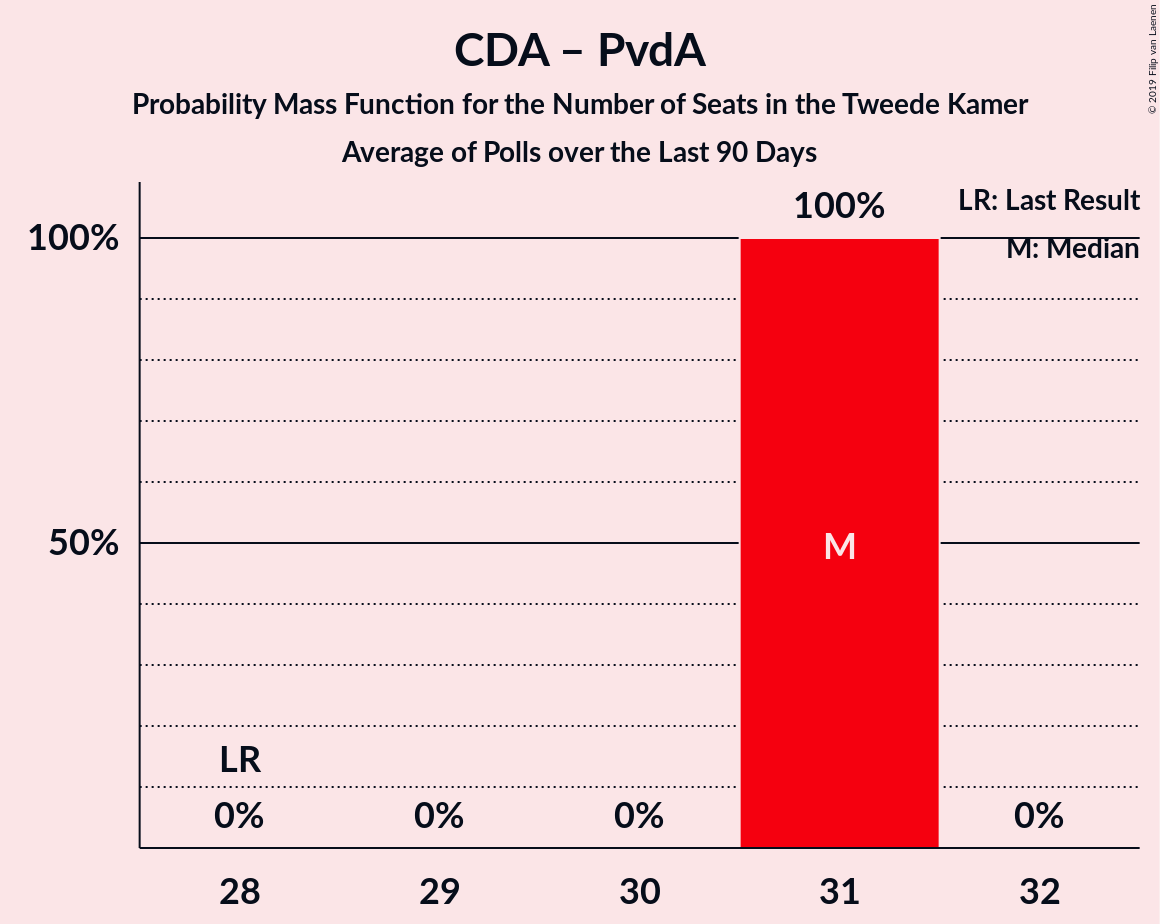 CDA – PvdA
Probability Mass Function for the Number of Seats in the Tweede Kamer
Average of Polls over the Last 90 Days
© 2019 Filip van Laenen
LR: Last Result
M: Median
100%
100%
50%
M
LR
0%
0%
0%
0%
28
29
30
31
32